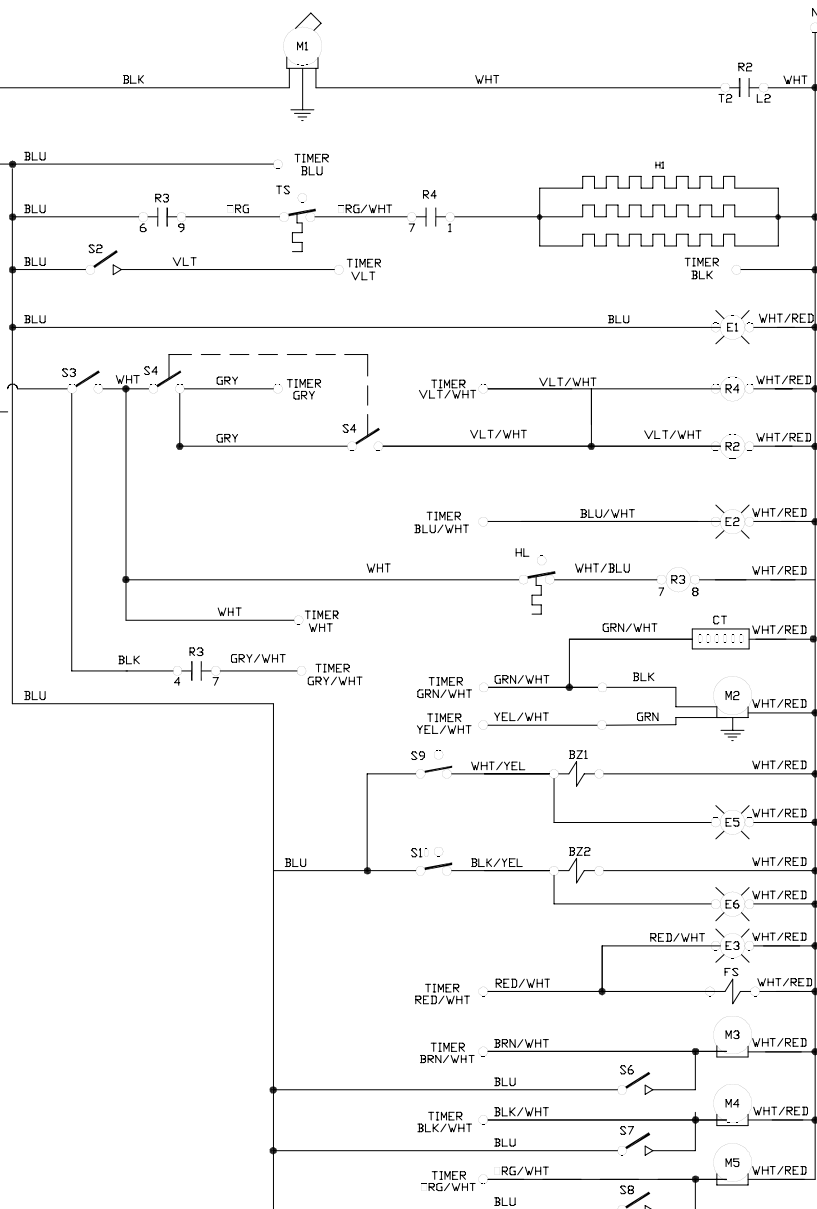 N
M1
BLK
WHT
R2
WHT
T2
L2
BLU
TIMER
BLU
H1
TS
R3
R4
BLU
RG
RG/WHT
6
9
7
1
S2
BLU
VLT
TIMER
VLT
TIMER
BLK
BLU
BLU
E1
WHT/RED
S3
WHT
S4
GRY
TIMER
GRY
TIMER
VLT/WHT
VLT/WHT
R4
WHT/RED
GRY
S4
VLT/WHT
VLT/WHT
R2
WHT/RED
TIMER
BLU/WHT
BLU/WHT
E2
WHT/RED
WHT
HL
WHT/BLU
R3
7
8
WHT/RED
WHT
TIMER
WHT
GRN/WHT
CT
WHT/RED
BLK
R3
GRY/WHT
4
7
TIMER
GRY/WHT
TIMER
GRN/WHT
GRN/WHT
BLK
M2
WHT/RED
BLU
TIMER
YEL/WHT
YEL/WHT
GRN
S9
WHT/YEL
BZ1
WHT/RED
E5
WHT/RED
BLU
S1
BLK/YEL
BZ2
WHT/RED
E6
WHT/RED
RED/WHT
E3
WHT/RED
TIMER
RED/WHT
RED/WHT
WHT/RED
TIMER
BRN/WHT
BRN/WHT
M3
WHT/RED
BLU
S6
TIMER
BLK/WHT
BLK/WHT
M4
WHT/RED
BLU
S7
TIMER
RG/WHT
RG/WHT
M5
WHT/RED
BLU
S8